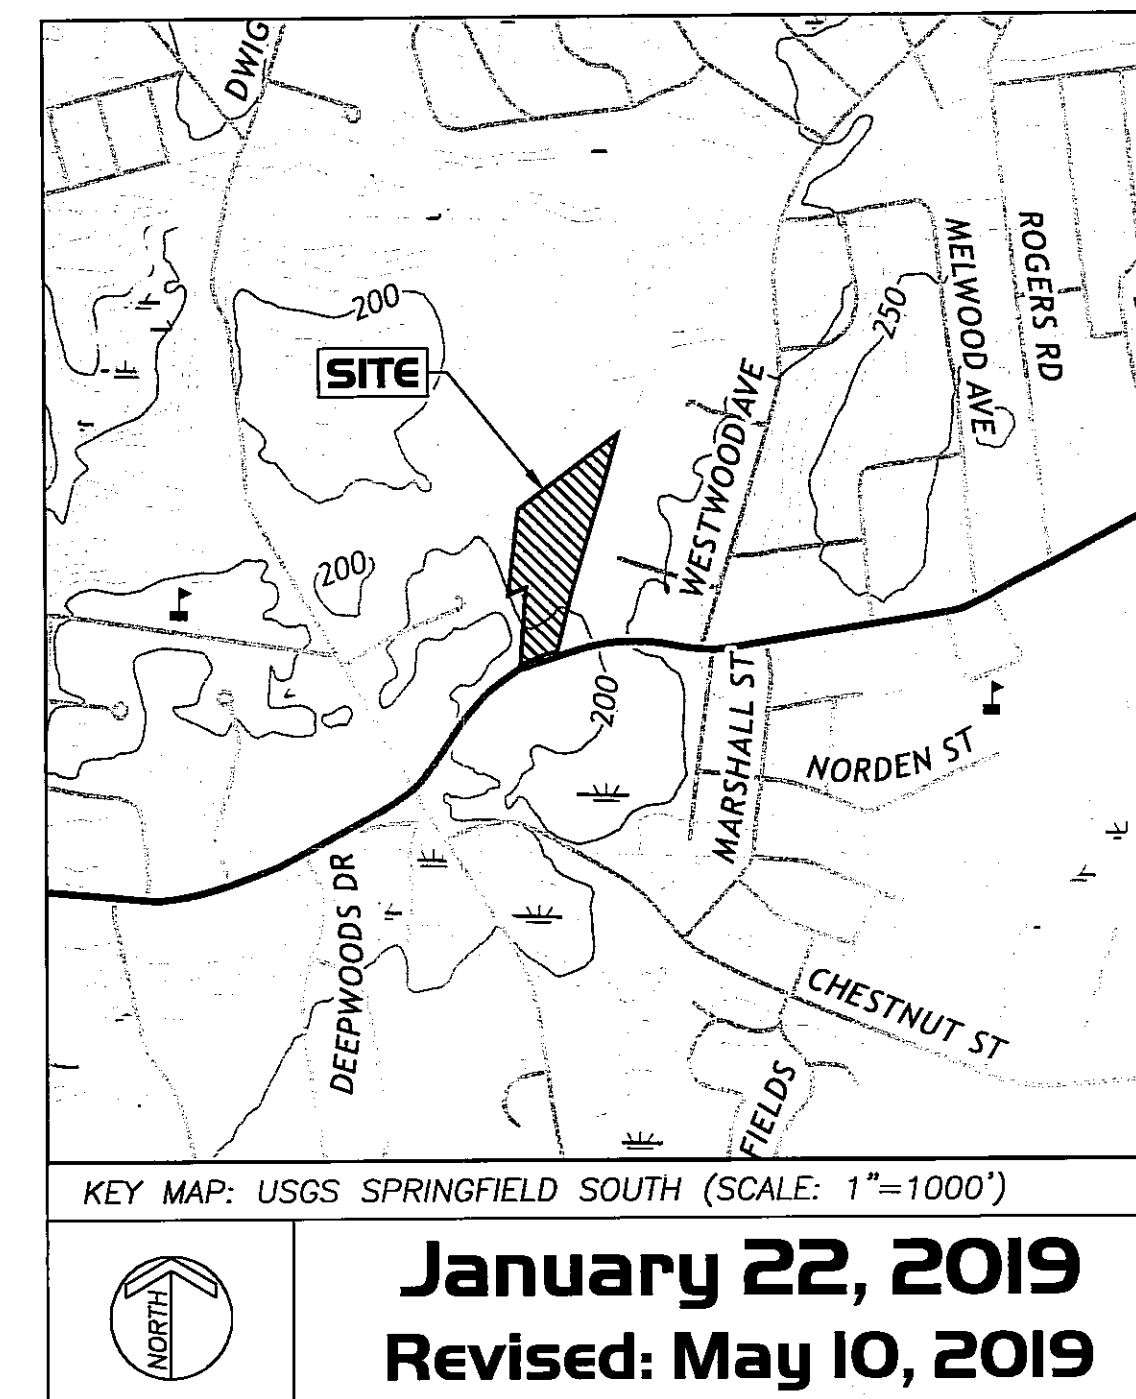 DWIG
200
SITE
250
MELWOOD AVE
ROGERS RD
WESTWOOD AVE
200
200
MARSHALL ST
NORDEN ST
DEEPWOODS DR
CHESTNUT ST
FIELDS
KEY MAP: USGS SPRINGFIELD SOUTH (SCALE: 1"=1000')
NORTH
January 22, 2019
Revised: May 10, 2019